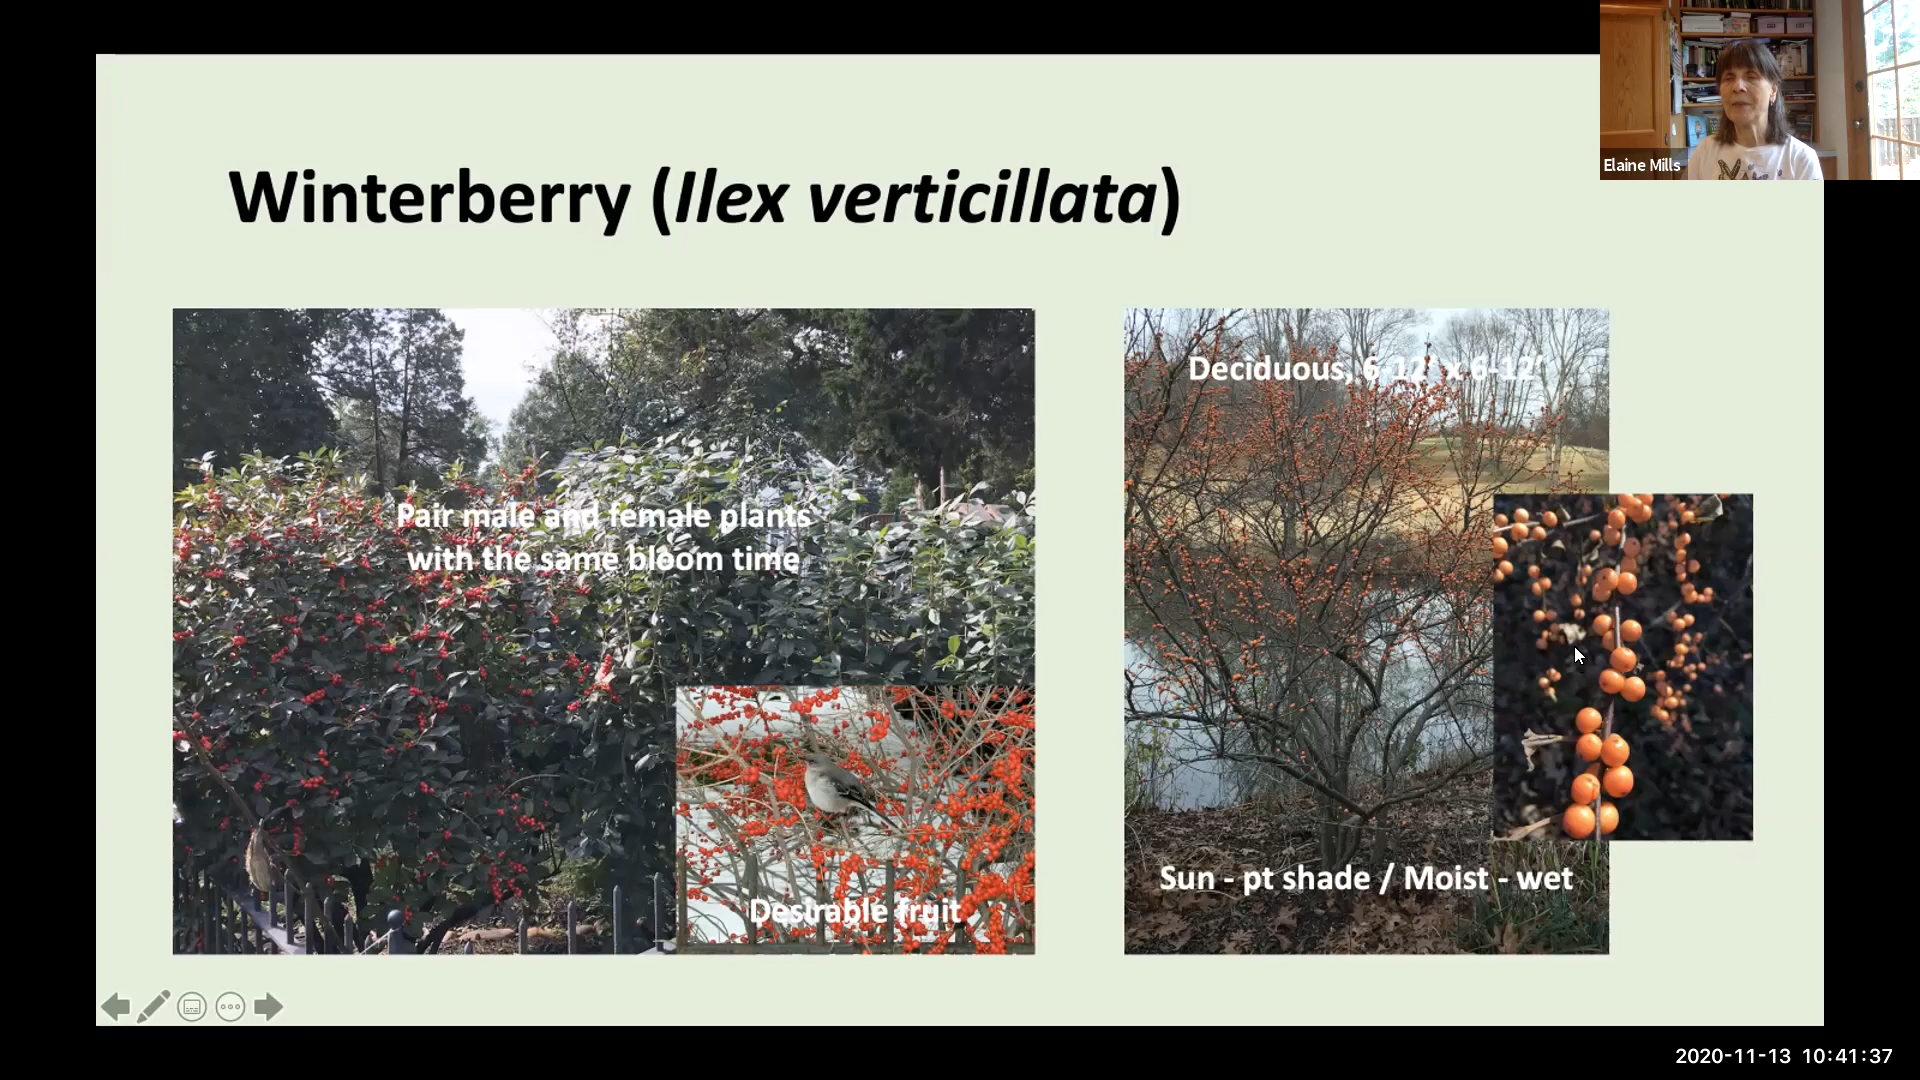 Elaine Mills
Winterberry (Ilex verticillata)
Deciduous, 6-12' x 6-12'
Pair male and female plants
with the same bloom time
Sun - pt shade / Moist - wet
Desirable fruit
2020-11-13 10:41:37